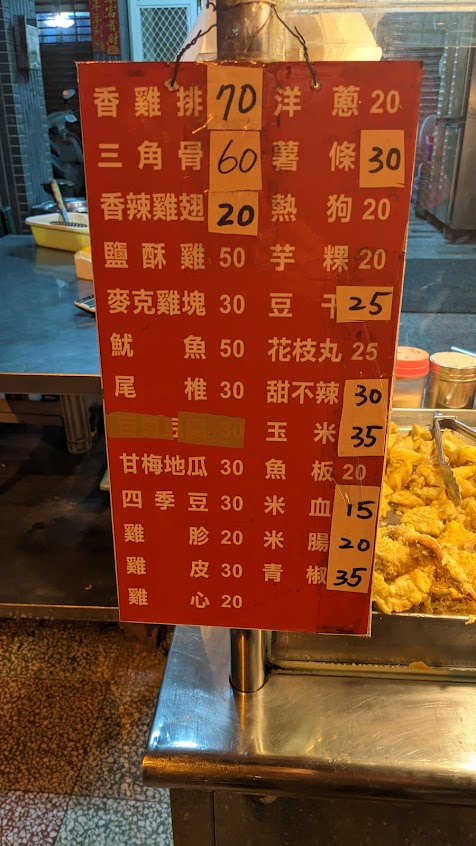 香雞排 70
三角骨 60
香辣雞翅 20
鹽酥雞 50
麥克雞塊 30
魷魚 50
尾椎 30
甘梅地瓜 30
四季豆 30
雞胗 20
雞皮 30
雞心 20
洋蔥 20
薯條 30
熱狗 20
芋粿 20
豆干 25
花枝丸 25
甜不辣 30
玉米 35
魚板 20
米血 15
米腸 20
青椒 35